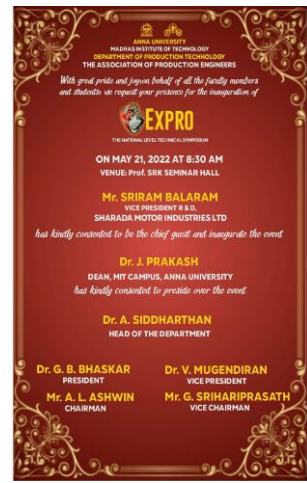 ANNA UNIVERSITY
MADRAS INSTITUTE OF TECHNOLOGY
DEPARTMENT OF PRODUCTION TECHNOLOGY
THE ASSOCIATION OF PRODUCTION ENGINEERS
With great pride and joy on behalf of all the faculty members
and students we request your presence for the inauguration of
EXPRO
THE NATIONAL LEVEL TECHNICAL SYMPOSIUM
ON MAY 21, 2022 AT 8:30 AM
VENUE: Prof. SRK SEMINAR HALL
Mr. SRIRAM BALARAM
VICE PRESIDENT R & D,
SHARADA MOTOR INDUSTRIES LTD
has kindly consented to be the chief guest and inaugurate the event
Dr. J. PRAKASH
DEAN, MIT CAMPUS, ANNA UNIVERSITY
has kindly consented to preside over the event
Dr. A. SIDDHARTHAN
HEAD OF THE DEPARTMENT
Dr. G. B. BHASKAR
PRESIDENT
Dr. V. MUGENDIRAN
VICE PRESIDENT
Mr. A. L. ASHWIN
CHAIRMAN
Mr. G. SRIHARIPRASATH
VICE CHAIRMAN